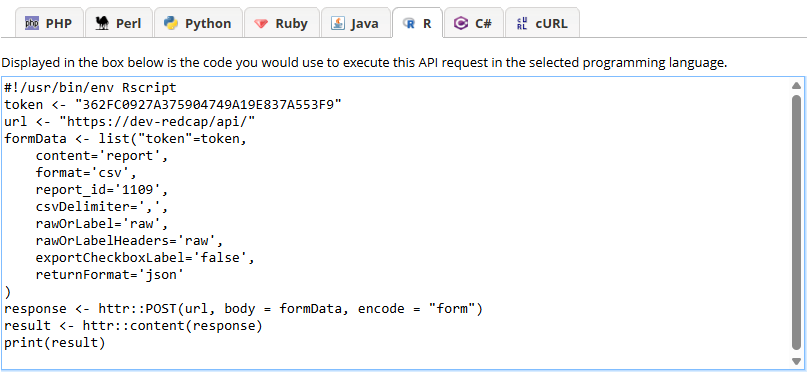 PHP Perl Python Ruby Java R C# cURL
Displayed in the box below is the code you would use to execute this API request in the selected programming language.
#!/usr/bin/env Rscript
token <- "362FC0927A375904749A19E837A553F9"
url <- "https://dev-redcap/api/"
formData <- list("token"=token,
    content='report',
    format='csv',
    report_id='1109',
    csvDelimiter=',',
    rawOrLabel='raw',
    rawOrLabelHeaders='raw',
    exportCheckboxLabel='false',
    returnFormat='json'
)
response <- httr::POST(url, body = formData, encode = "form")
result <- httr::content(response)
print(result)